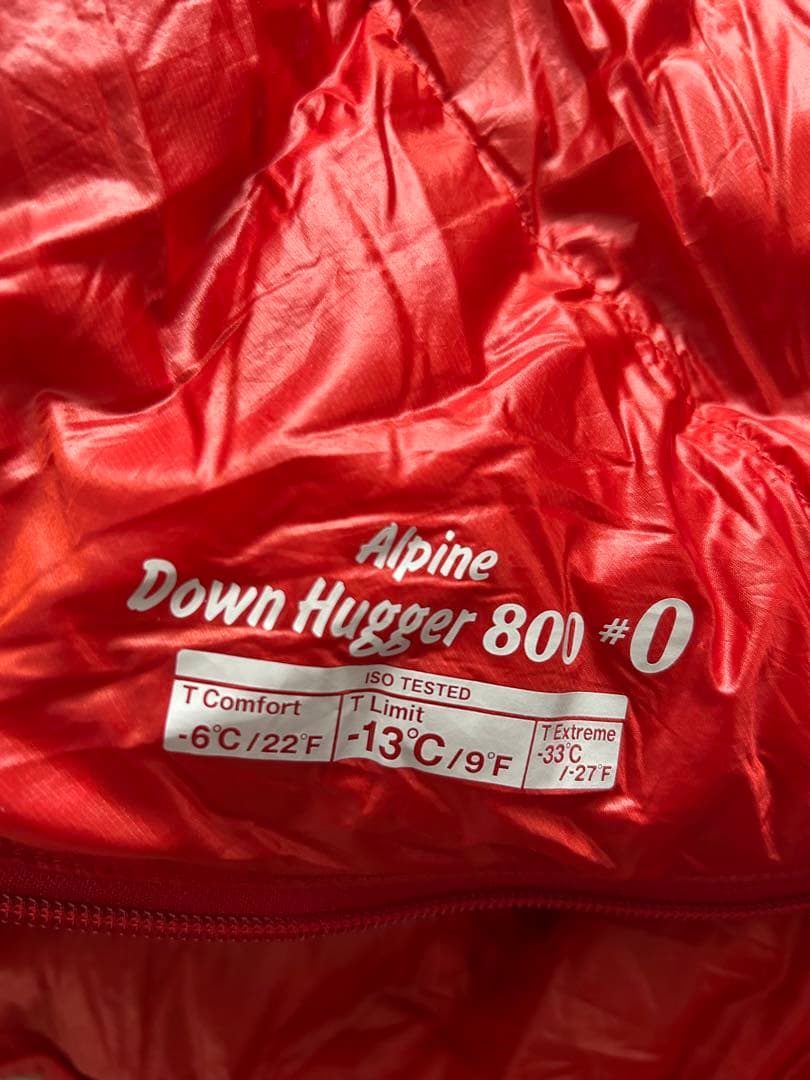 Alpine
Down Hugger 800 #0
ISO TESTED
T Comfort
-6℃/22°F
T Limit
-13℃/9°F
T Extreme
-33℃
/-27°F